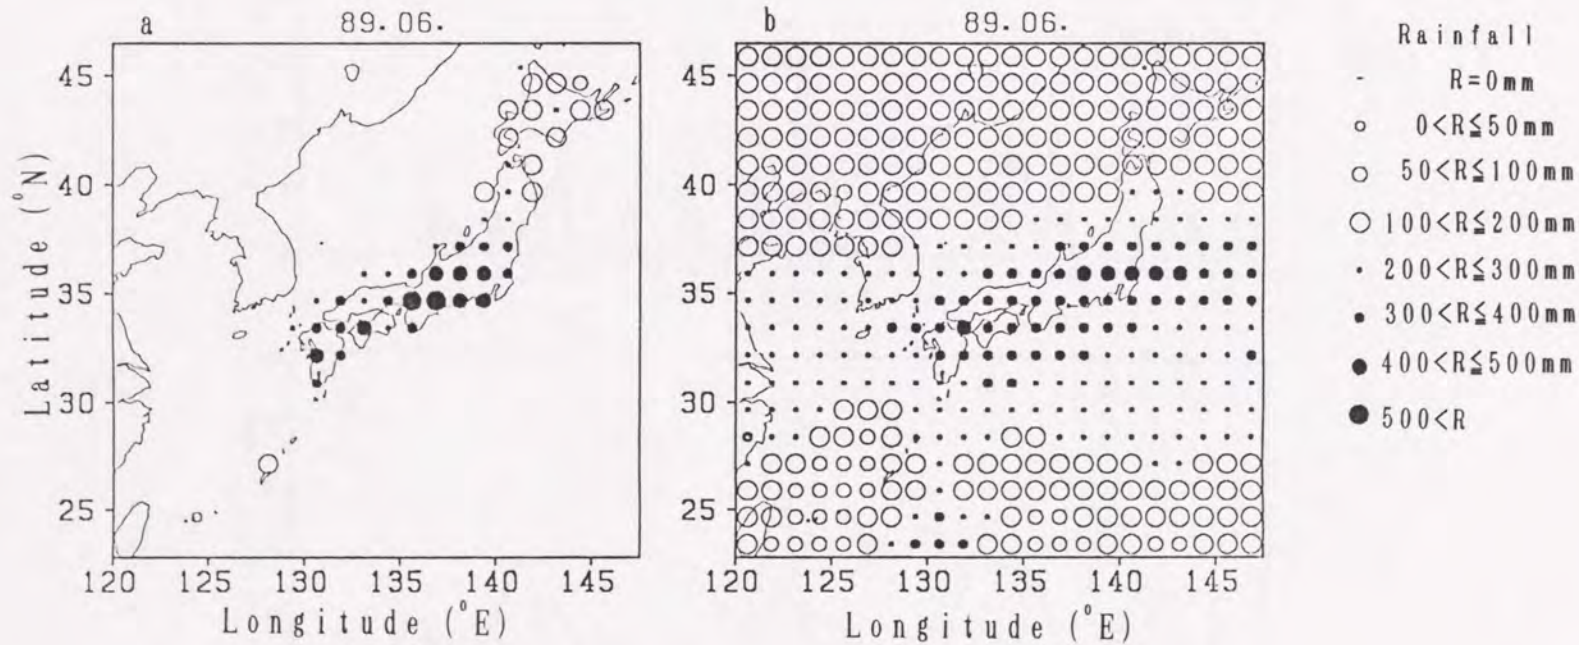 a 89.06.
45
40
35
30
25
120 125 130 135 140 145
Latitude (°N)
Longitude (°E)
b 89.06.
45
40
35
30
25
120 125 130 135 140 145
Longitude (°E)
Rainfall
- R=0mm
0<R≦50mm
50<R≦100mm
100<R≦200mm
200<R≦300mm
300<R≦400mm
400<R≦500mm
500<R